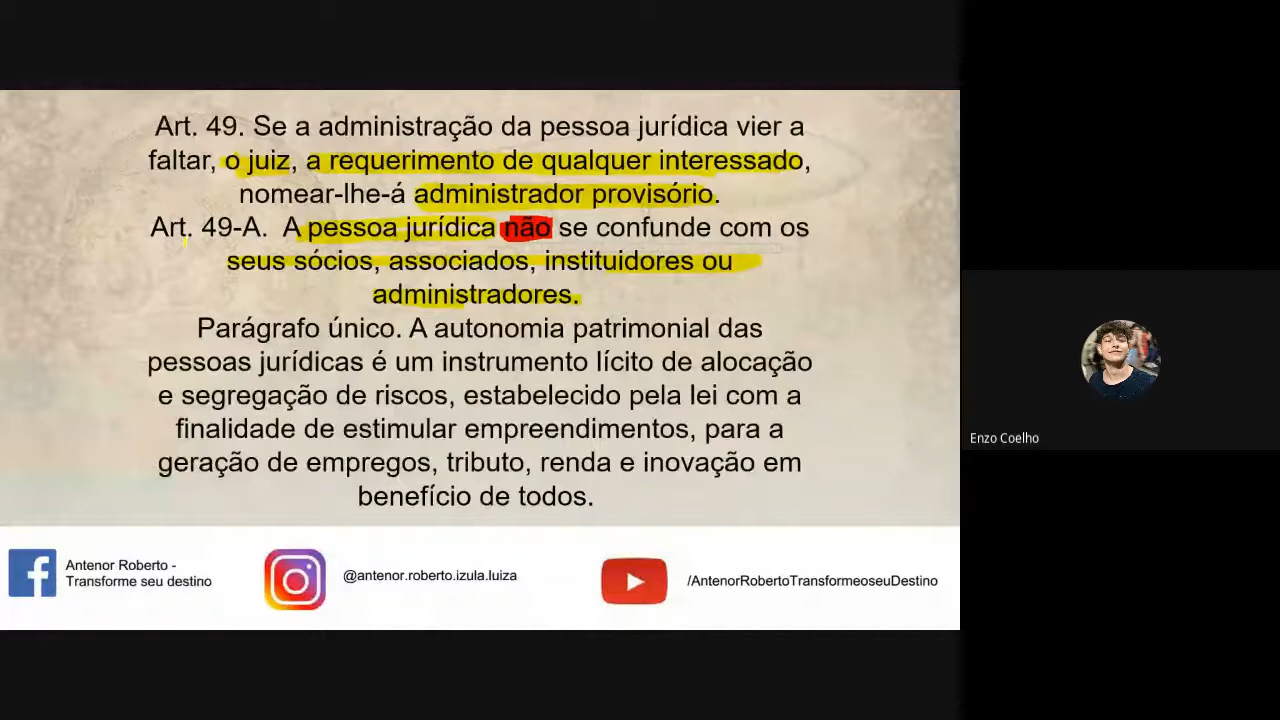 Art. 49. Se a administração da pessoa jurídica vier a
faltar, o juiz, a requerimento de qualquer interessado,
nomear-lhe-á administrador provisório.
Art. 49-A. A pessoa jurídica não se confunde com os
seus sócios, associados, instituidores ou
administradores.
Parágrafo único. A autonomia patrimonial das
pessoas jurídicas é um instrumento lícito de alocação
e segregação de riscos, estabelecido pela lei com a
finalidade de estimular empreendimentos, para a
geração de empregos, tributo, renda e inovação em
benefício de todos.
Enzo Coelho
Antenor Roberto -
Transforme seu destino
@antenor.roberto.izula.luiza
/AntenorRobertoTransformeoseuDestino